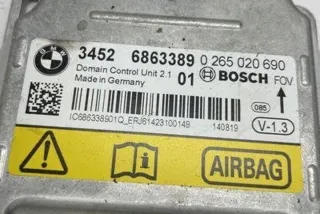 BMW
3452 6863389 0 265 020 690
Domain Control Unit 2.1 01 BOSCH FOV
Made in Germany
085
IC686338901Q_ERJ61423100149 140819 V-1.3
AIRBAG